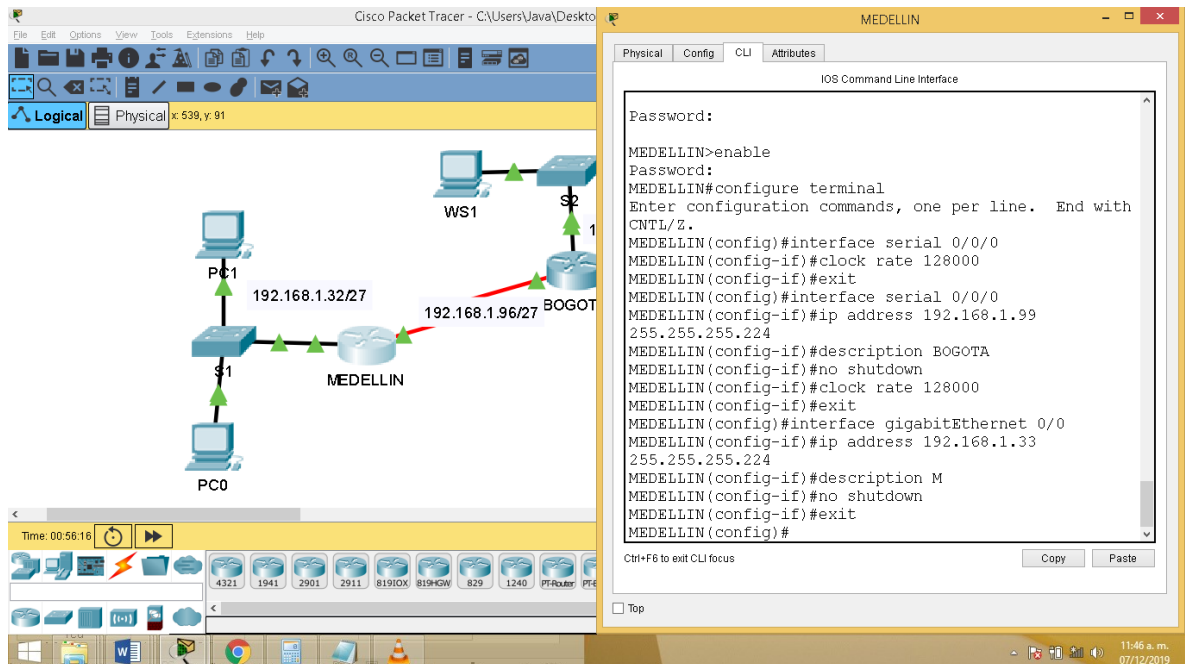 Cisco Packet Tracer - C:\Users\Java\Deskto
File Edit Options View Tools Extensions Help
Logical Physical x: 539, y: 91
WS1
S2
1
PC1
192.168.1.32/27
192.168.1.96/27
BOGOT
S1
MEDELLIN
PC0
Time: 00:56:16
4321 1941 2901 2911 819IOX 819HGW 829 1240 PT-Router PT-E
MEDELLIN
Physical Config CLI Attributes
IOS Command Line Interface
Password:
MEDELLIN>enable
Password:
MEDELLIN#configure terminal
Enter configuration commands, one per line. End with
CNTL/Z.
MEDELLIN(config)#interface serial 0/0/0
MEDELLIN(config-if)#clock rate 128000
MEDELLIN(config-if)#exit
MEDELLIN(config)#interface serial 0/0/0
MEDELLIN(config-if)#ip address 192.168.1.99
255.255.255.224
MEDELLIN(config-if)#description BOGOTA
MEDELLIN(config-if)#no shutdown
MEDELLIN(config-if)#clock rate 128000
MEDELLIN(config-if)#exit
MEDELLIN(config)#interface gigabitEthernet 0/0
MEDELLIN(config-if)#ip address 192.168.1.33
255.255.255.224
MEDELLIN(config-if)#description M
MEDELLIN(config-if)#no shutdown
MEDELLIN(config-if)#exit
MEDELLIN(config)#
Ctrl+F6 to exit CLI focus
Copy Paste
Top
11:46 a. m.
07/12/2019